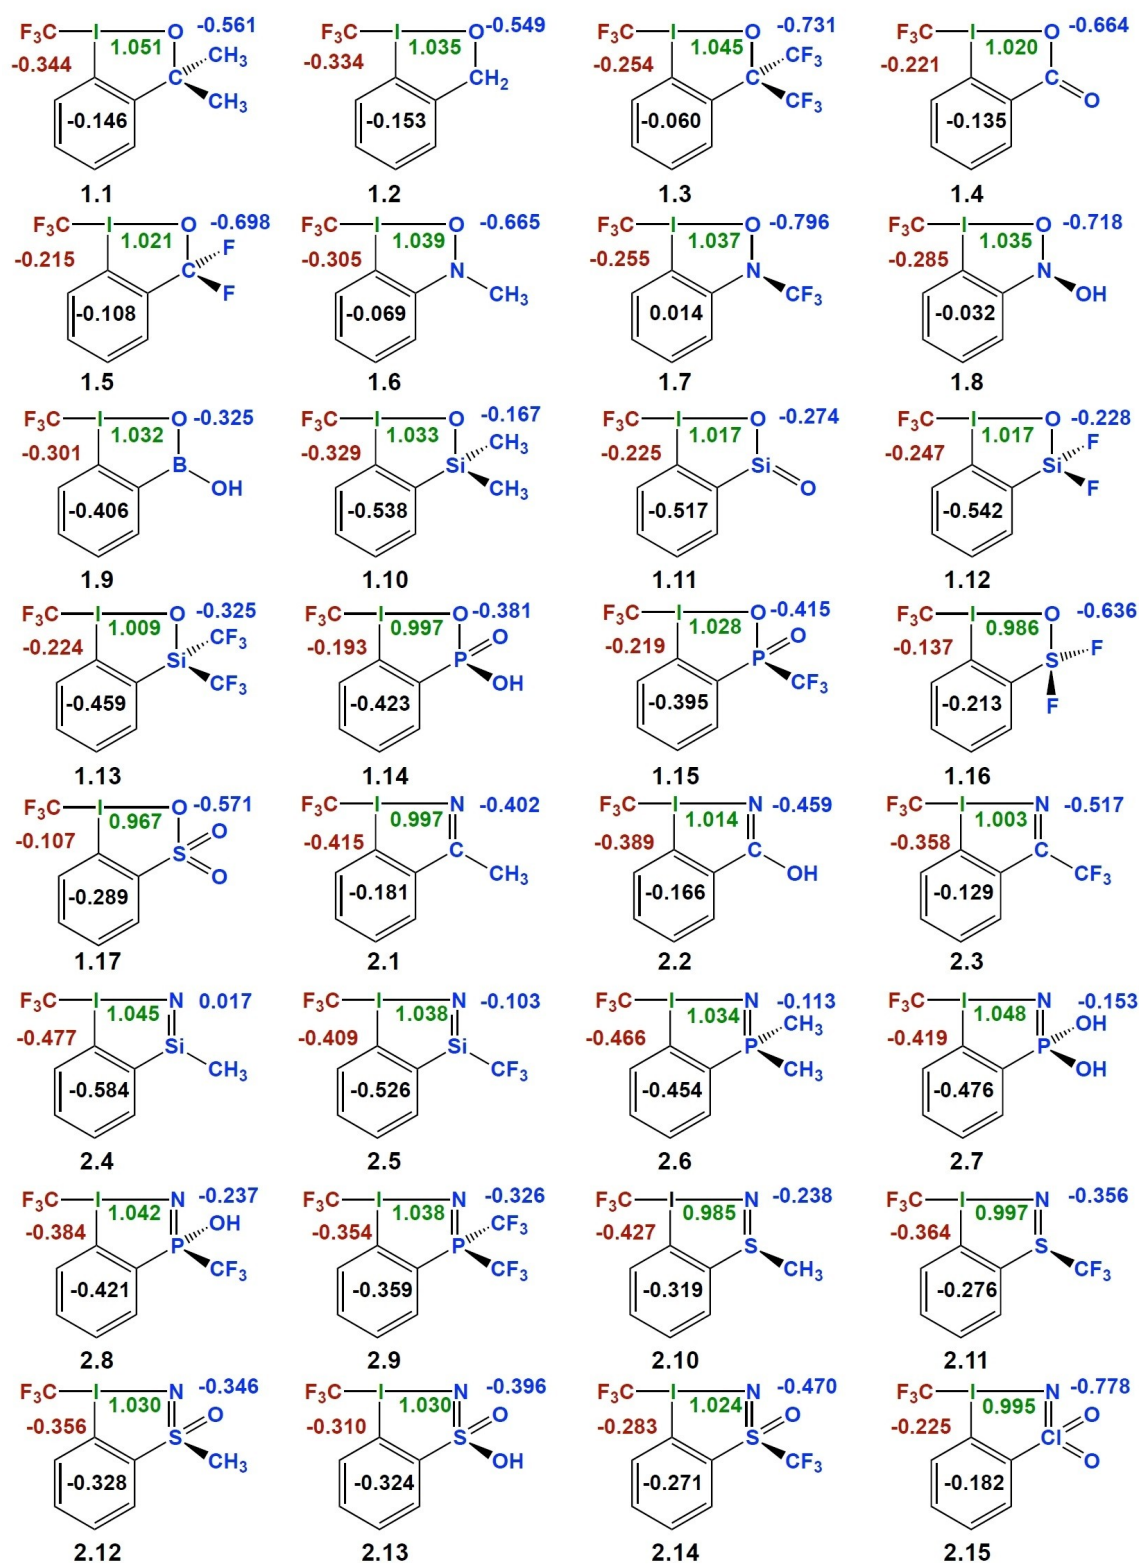 F₃C I O -0.561 F₃C I O -0.549 F₃C I O -0.731 F₃C I O -0.664
-0.344 1.051 CH₃ -0.334 1.035 -0.254 1.045 CF₃ -0.221 1.020
C CH₂ C C
CH₃ CF₃ O
-0.146 -0.153 -0.060 -0.135
1.1 1.2 1.3 1.4
F₃C I O -0.698 F₃C I O -0.665 F₃C I O -0.796 F₃C I O -0.718
-0.215 1.021 F -0.305 1.039 -0.255 1.037 -0.285 1.035
C N N N
F CH₃ CF₃ OH
-0.108 -0.069 0.014 -0.032
1.5 1.6 1.7 1.8
F₃C I O -0.325 F₃C I O -0.167 F₃C I O -0.274 F₃C I O -0.228
-0.301 1.032 -0.329 1.033 CH₃ -0.225 1.017 -0.247 1.017 F
B Si Si Si
OH CH₃ O F
-0.406 -0.538 -0.517 -0.542
1.9 1.10 1.11 1.12
F₃C I O -0.325 F₃C I O -0.381 F₃C I O -0.415 F₃C I O -0.636
-0.224 1.009 CF₃ -0.193 0.997 O -0.219 1.028 O -0.137 0.986 F
Si P P S
CF₃ OH CF₃ F
-0.459 -0.423 -0.395 -0.213
1.13 1.14 1.15 1.16
F₃C I O -0.571 F₃C I N -0.402 F₃C I N -0.459 F₃C I N -0.517
-0.107 0.967 O -0.415 0.997 -0.389 1.014 -0.358 1.003
S C C C
O CH₃ OH CF₃
-0.289 -0.181 -0.166 -0.129
1.17 2.1 2.2 2.3
F₃C I N 0.017 F₃C I N -0.103 F₃C I N -0.113 F₃C I N -0.153
-0.477 1.045 -0.409 1.038 -0.466 1.034 CH₃ -0.419 1.048 OH
Si Si P P
CH₃ CF₃ CH₃ OH
-0.584 -0.526 -0.454 -0.476
2.4 2.5 2.6 2.7
F₃C I N -0.237 F₃C I N -0.326 F₃C I N -0.238 F₃C I N -0.356
-0.384 1.042 OH -0.354 1.038 CF₃ -0.427 0.985 -0.364 0.997
P P S S
CF₃ CF₃ CH₃ CF₃
-0.421 -0.359 -0.319 -0.276
2.8 2.9 2.10 2.11
F₃C I N -0.346 F₃C I N -0.396 F₃C I N -0.470 F₃C I N -0.778
-0.356 1.030 O -0.310 1.030 O -0.283 1.024 O -0.225 0.995 O
S S S Cl
CH₃ OH CF₃ O
-0.328 -0.324 -0.271 -0.182
2.12 2.13 2.14 2.15